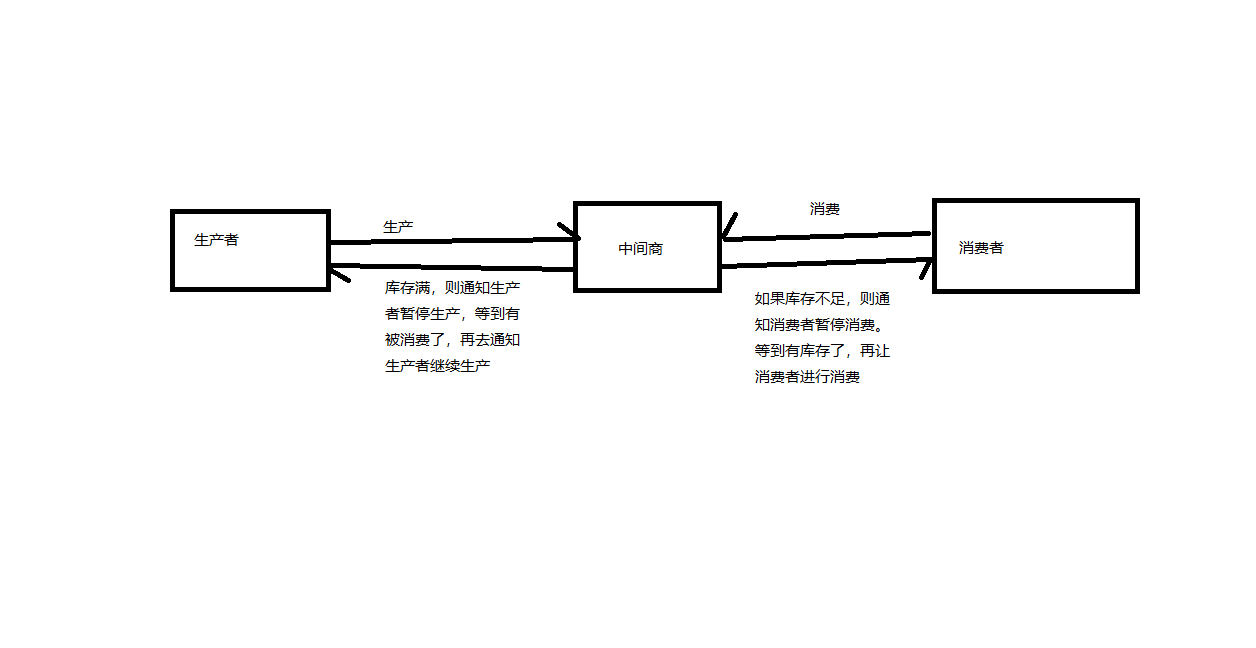 生产者
生产
库存满，则通知生产
者暂停生产，等到有
被消费了，再去通知
生产者继续生产
中间商
消费
如果库存不足，则通
知消费者暂停消费。
等到有库存了，再让
消费者进行消费
消费者